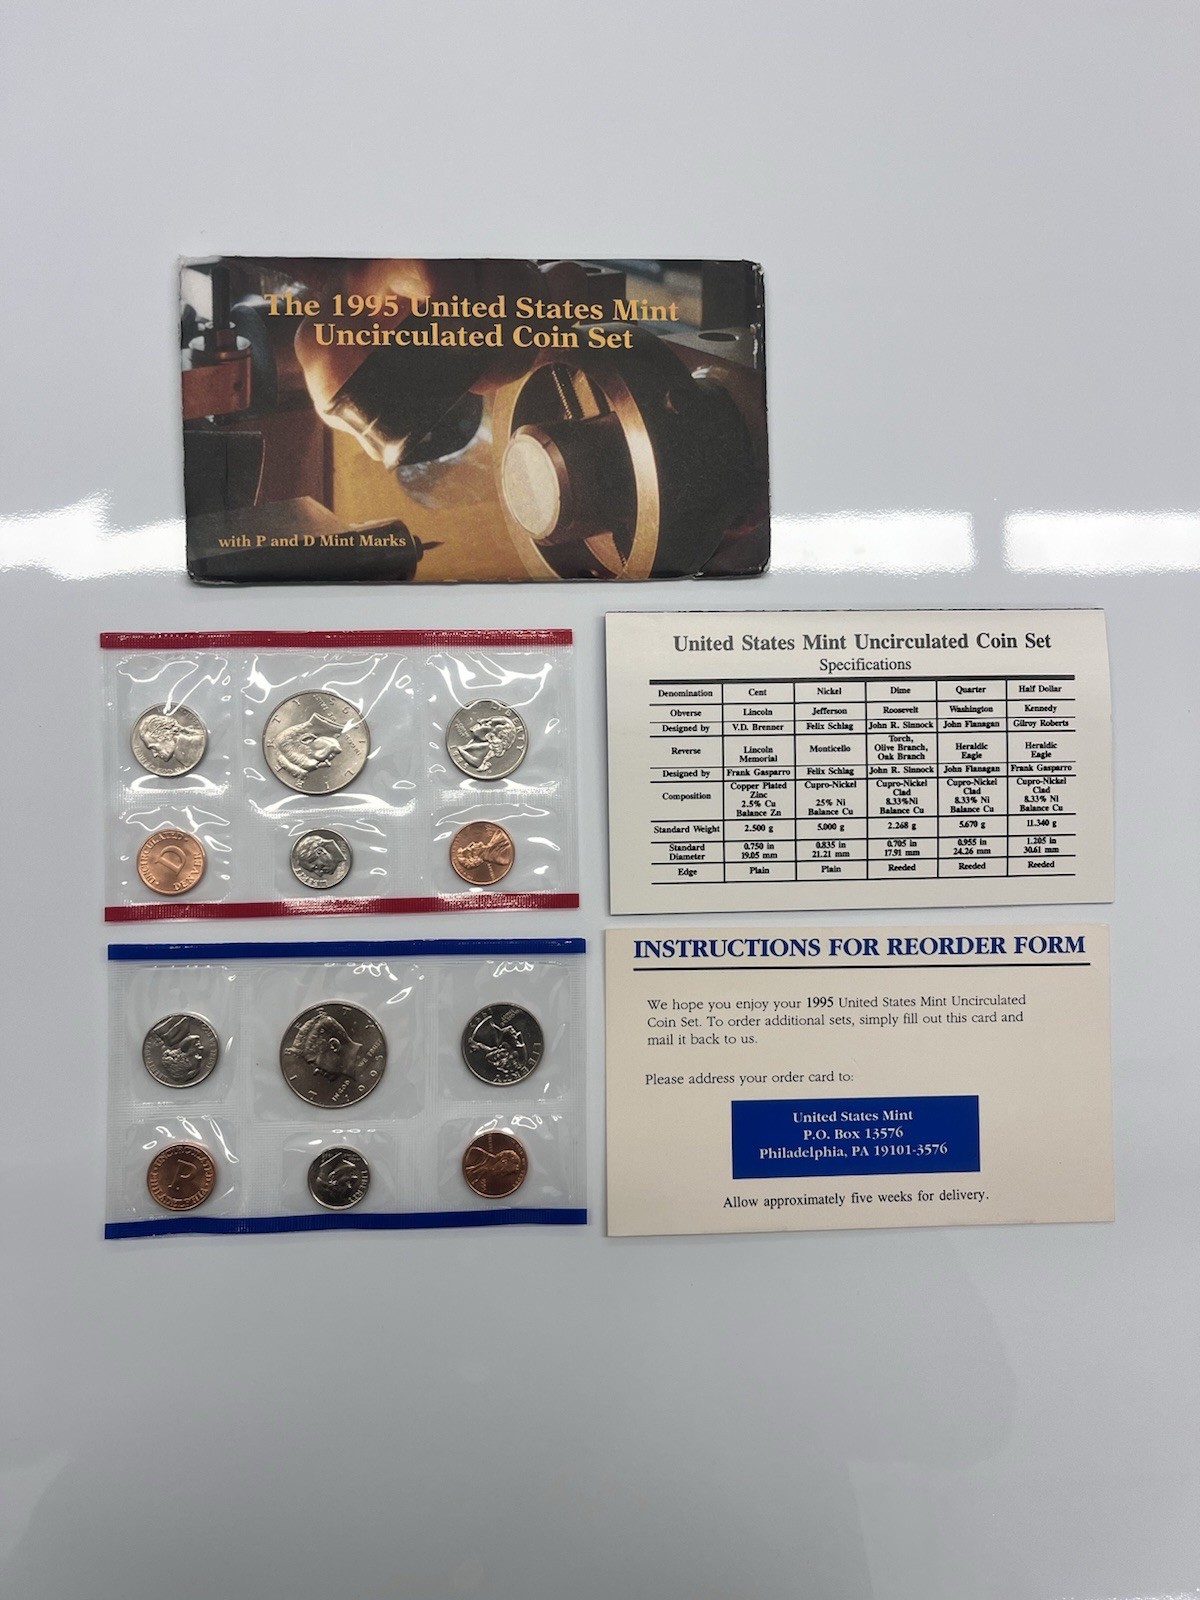 The 1995 United States Mint
Uncirculated Coin Set
with P and D Mint Marks
United States Mint Uncirculated Coin Set
Specifications
Denomination Cent Nickel Dime Quarter Half Dollar
Obverse Lincoln Jefferson Roosevelt Washington Kennedy
Designed by V.D. Brenner Felix Schlag John R. Sinnock John Flanagan Gilroy Roberts
Reverse Lincoln Memorial Monticello Torch, Olive Branch, Oak Branch Heraldic Eagle Heraldic Eagle
Designed by Frank Gasparro Felix Schlag John R. Sinnock John Flanagan Frank Gasparro
Composition Copper Plated Zinc 2.5% Cu Balance Zn Cupro-Nickel 25% Ni Balance Cu Cupro-Nickel Clad 8.33%Ni Balance Cu Cupro-Nickel Clad 8.33% Ni Balance Cu Cupro-Nickel Clad 8.33% Ni Balance Cu
Standard Weight 2.500 g 5.000 g 2.268 g 5.670 g 11.340 g
Standard Diameter 0.750 in 19.05 mm 0.835 in 21.21 mm 0.705 in 17.91 mm 0.955 in 24.26 mm 1.205 in 30.61 mm
Edge Plain Plain Reeded Reeded Reeded
D
LIBERTY
INSTRUCTIONS FOR REORDER FORM
We hope you enjoy your 1995 United States Mint Uncirculated
Coin Set. To order additional sets, simply fill out this card and
mail it back to us.
Please address your order card to:
United States Mint
P.O. Box 13576
Philadelphia, PA 19101-3576
Allow approximately five weeks for delivery.
LIBERTY
1995
P